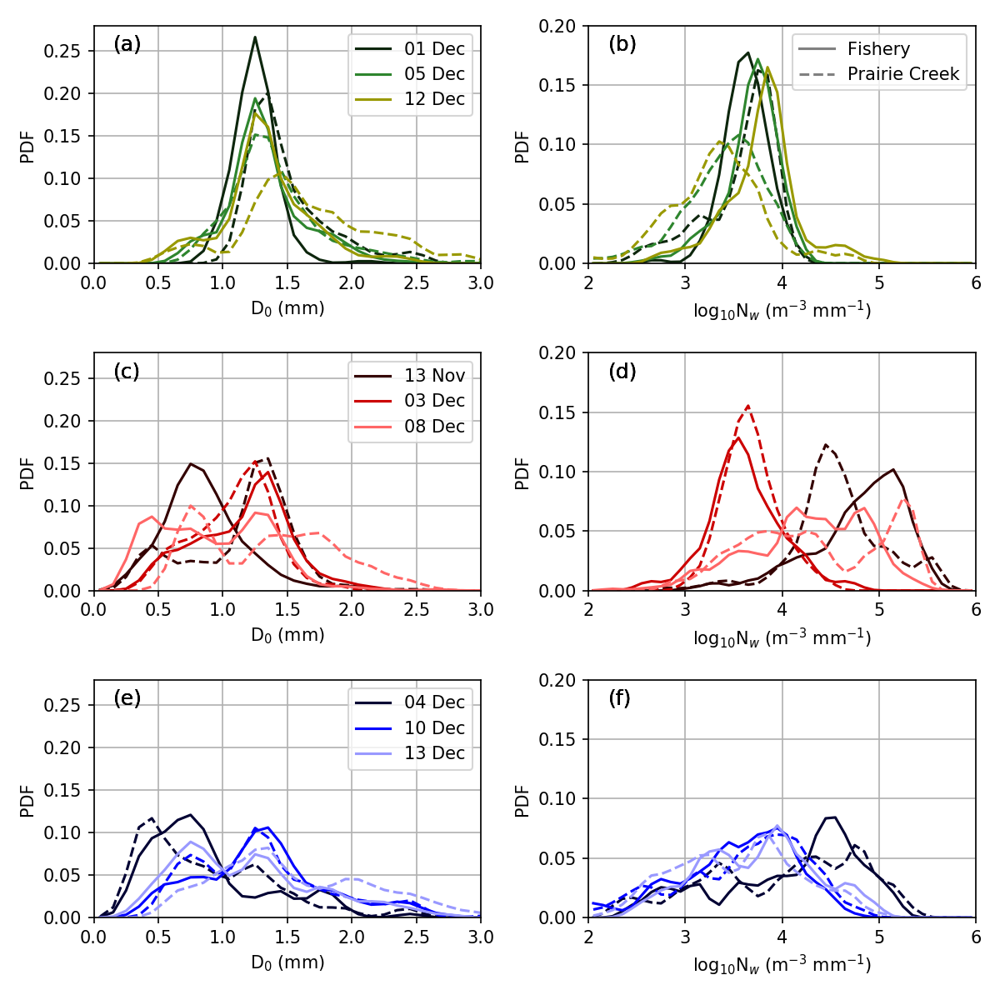 (a)
01 Dec
05 Dec
12 Dec
PDF
0.25
0.20
0.15
0.10
0.05
0.00
0.0 0.5 1.0 1.5 2.0 2.5 3.0
D₀ (mm)
(b)
Fishery
Prairie Creek
PDF
0.20
0.15
0.10
0.05
0.00
2 3 4 5 6
log₁₀N_w (m⁻³ mm⁻¹)
(c)
13 Nov
03 Dec
08 Dec
PDF
0.25
0.20
0.15
0.10
0.05
0.00
0.0 0.5 1.0 1.5 2.0 2.5 3.0
D₀ (mm)
(d)
PDF
0.20
0.15
0.10
0.05
0.00
2 3 4 5 6
log₁₀N_w (m⁻³ mm⁻¹)
(e)
04 Dec
10 Dec
13 Dec
PDF
0.25
0.20
0.15
0.10
0.05
0.00
0.0 0.5 1.0 1.5 2.0 2.5 3.0
D₀ (mm)
(f)
PDF
0.20
0.15
0.10
0.05
0.00
2 3 4 5 6
log₁₀N_w (m⁻³ mm⁻¹)